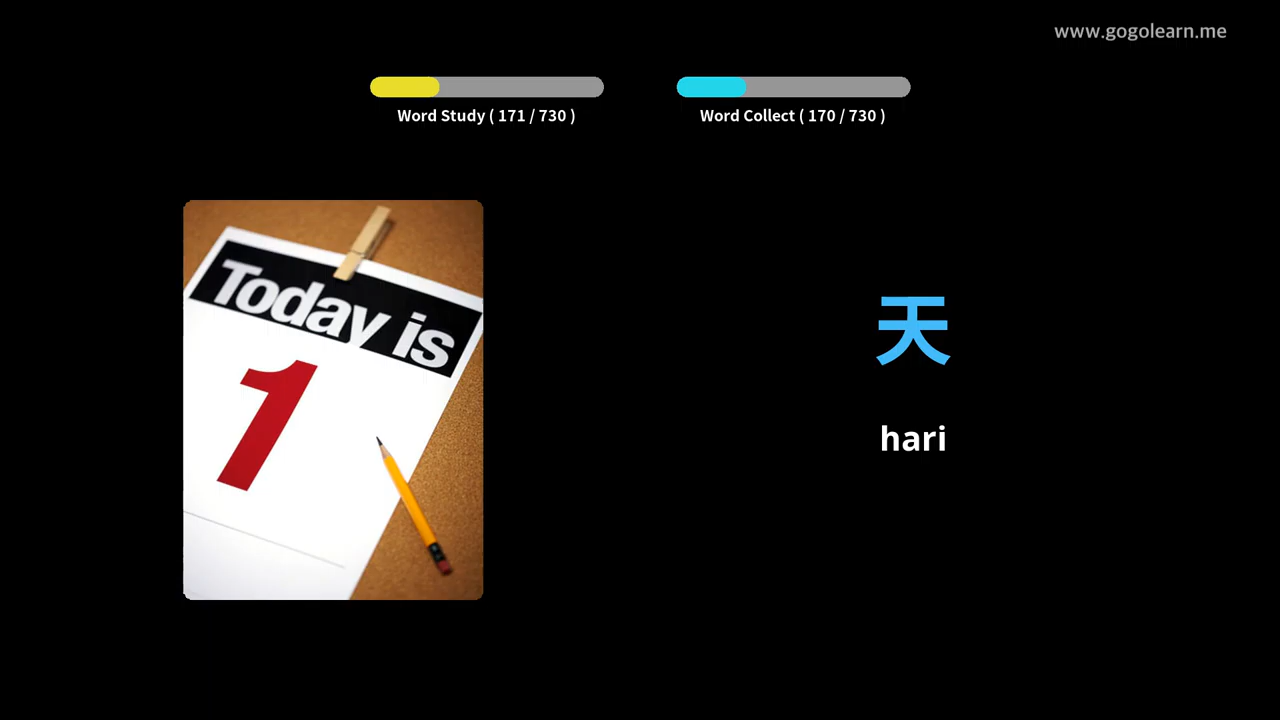 www.gogolearn.me
Word Study ( 171 / 730 )
Word Collect ( 170 / 730 )
Today is
1
天
hari